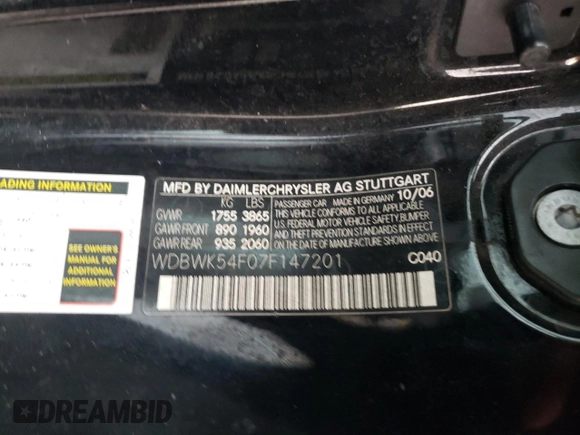 ADING INFORMATION
SEE OWNER'S
MANUAL FOR
ADDITIONAL
INFORMATION
MFD BY DAIMLERCHRYSLER AG STUTTGART
KG LBS
GVWR 1755 3865
GAWR FRONT 890 1960
GAWR REAR 935 2060
PASSENGER CAR MADE IN GERMANY 10/06
THIS VEHICLE CONFORMS TO ALL APPLICABLE
U.S. FEDERAL MOTOR VEHICLE SAFETY, BUMPER
AND THEFT PREVENTION STANDARDS IN EFFECT
ON THE DATE OF MANUFACTURE SHOWN ABOVE
WDBWK54F07F147201 C040
DREAMBID